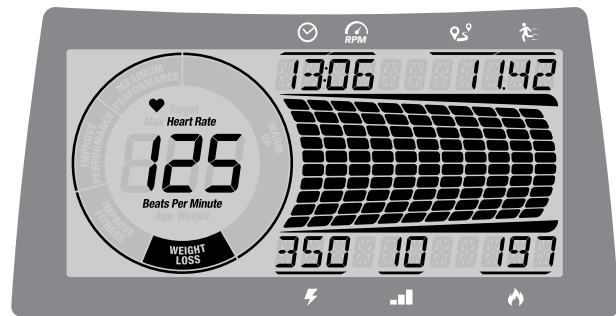 RPM
13:06
11.42
MAXIMUM
PERFORMANCE
IMPROVE
PERFORMANCE
IMPROVE
FITNESS
WEIGHT
LOSS
WARM
UP
Target
Max Heart Rate
125
Beats Per Minute
Age Weight
350
10
197